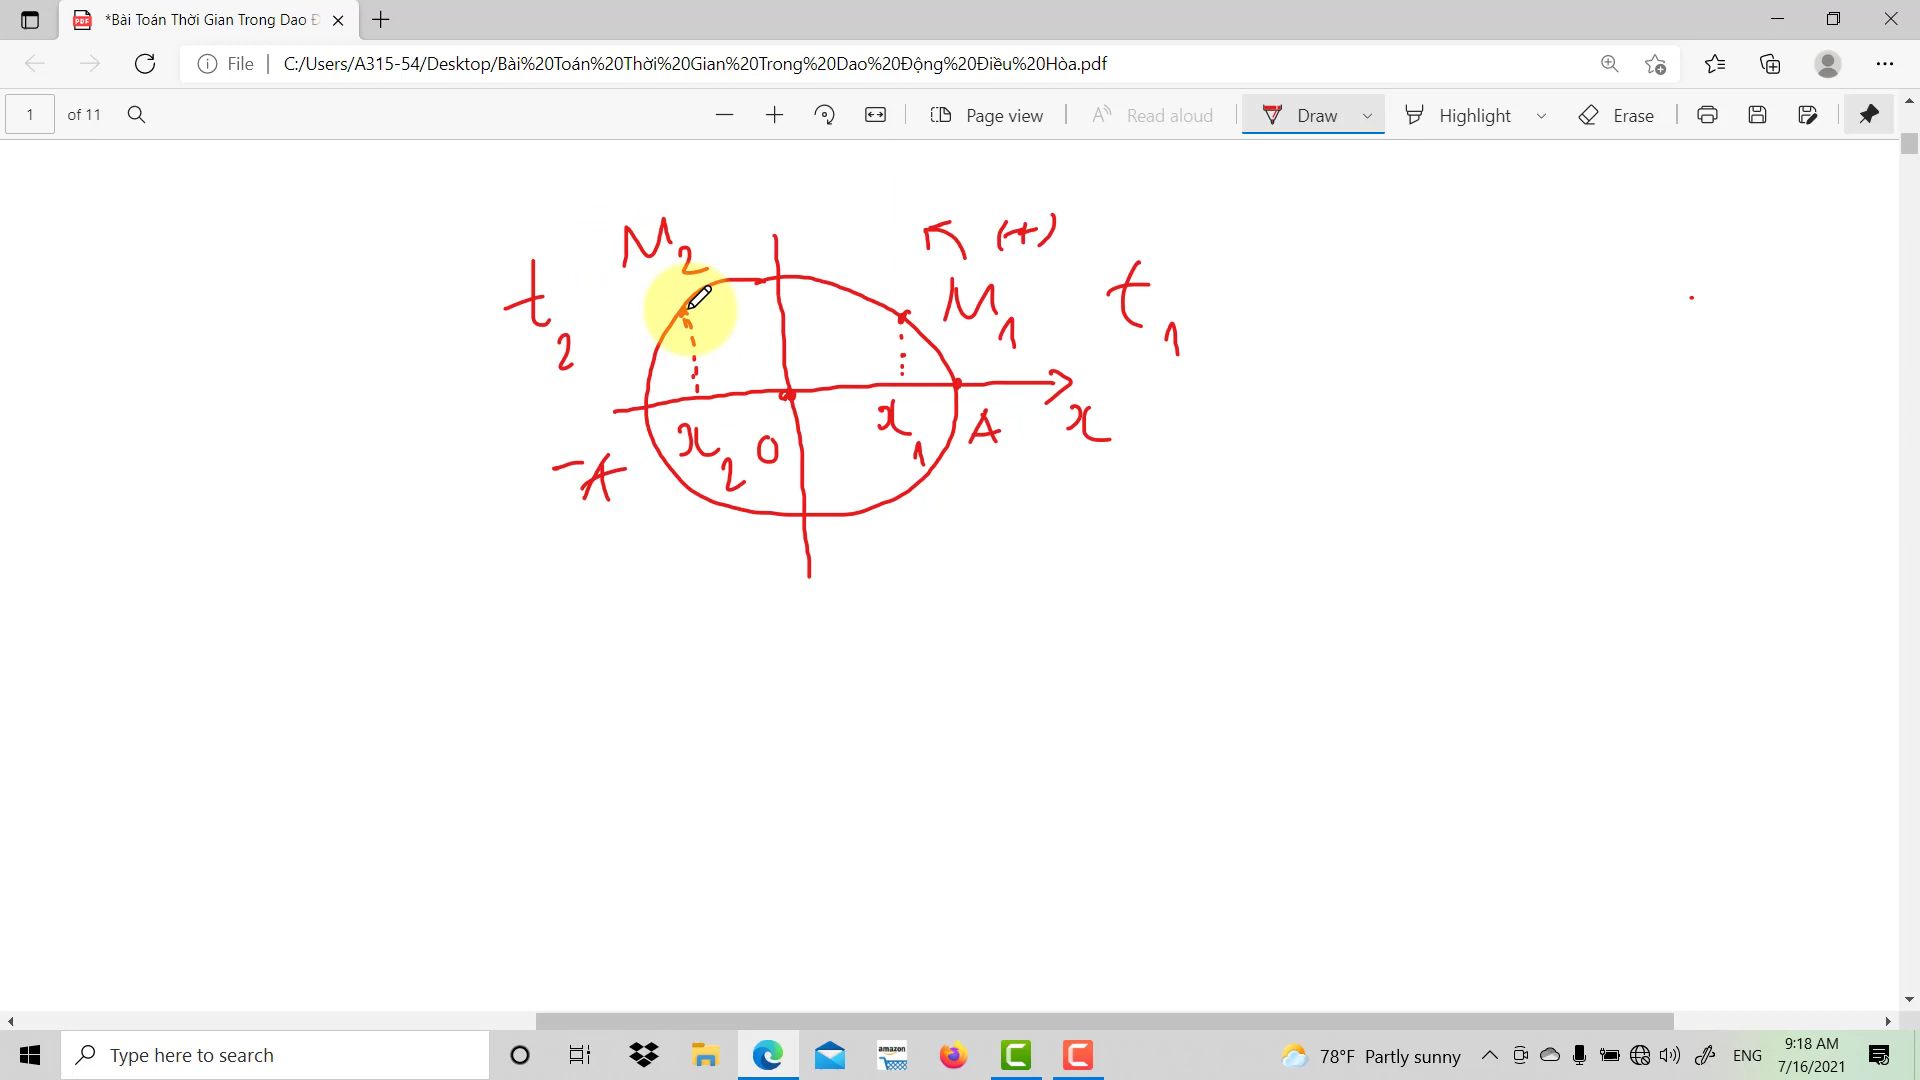 *Bài Toán Thời Gian Trong Dao Đ
File
C:/Users/A315-54/Desktop/Bài%20Toán%20Thời%20Gian%20Trong%20Dao%20Động%20Điều%20Hòa.pdf
1 of 11
Page view
Read aloud
Draw
Highlight
Erase
M2
(+)
t2
M1
t1
-A
x2
O
x1
A
x
Type here to search
amazon
78°F Partly sunny
ENG
9:18 AM
7/16/2021